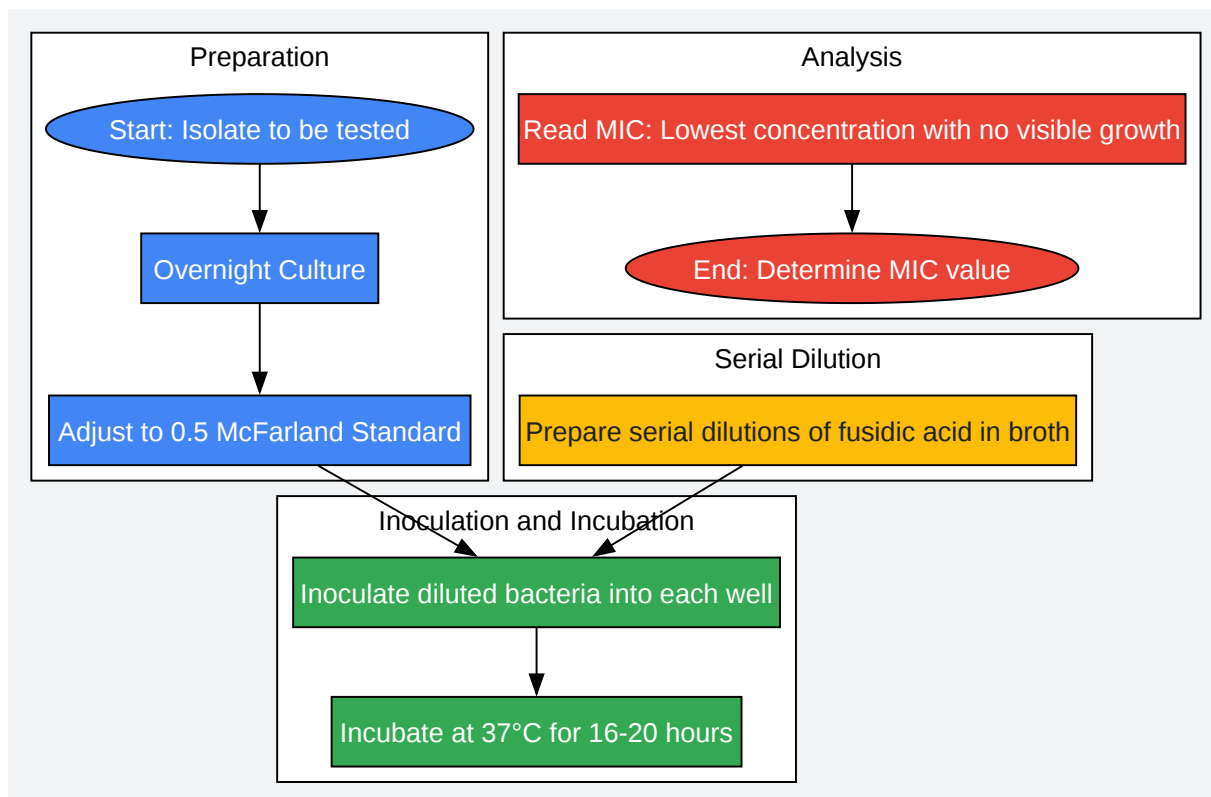 Preparation
Start: Isolate to be tested
Overnight Culture
Adjust to 0.5 McFarland Standard
Analysis
Read MIC: Lowest concentration with no visible growth
End: Determine MIC value
Serial Dilution
Prepare serial dilutions of fusidic acid in broth
Inoculation and Incubation
Inoculate diluted bacteria into each well
Incubate at 37°C for 16-20 hours